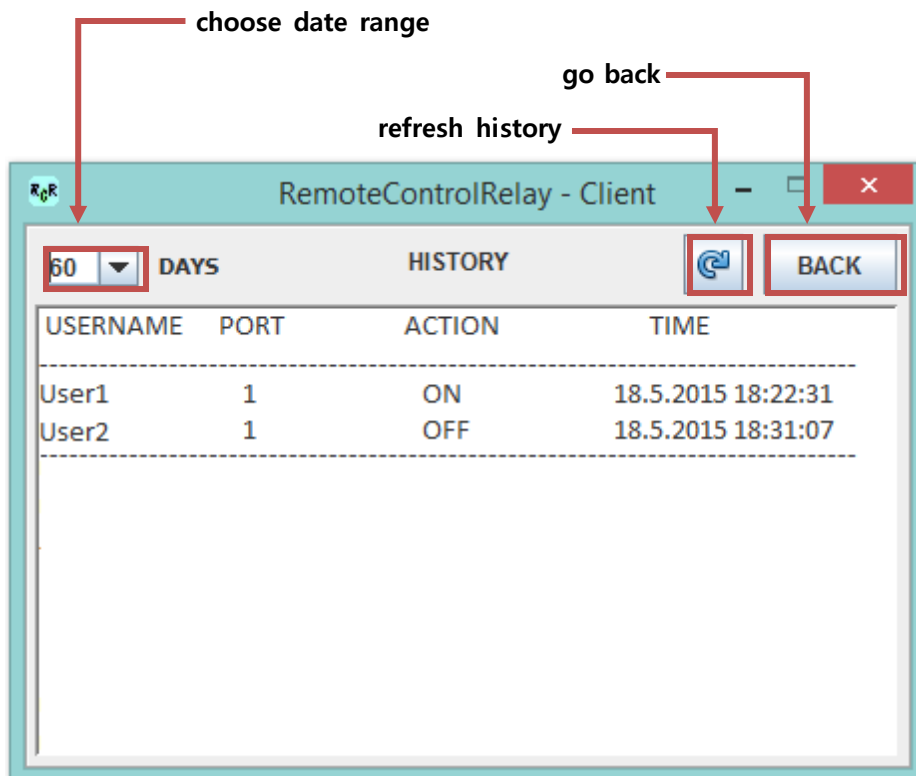 choose date range
go back
refresh history
RCR RemoteControlRelay - Client
60 DAYS HISTORY BACK
USERNAME PORT ACTION TIME
--------------------------------------------------------------------------------
User1 1 ON 18.5.2015 18:22:31
User2 1 OFF 18.5.2015 18:31:07
--------------------------------------------------------------------------------